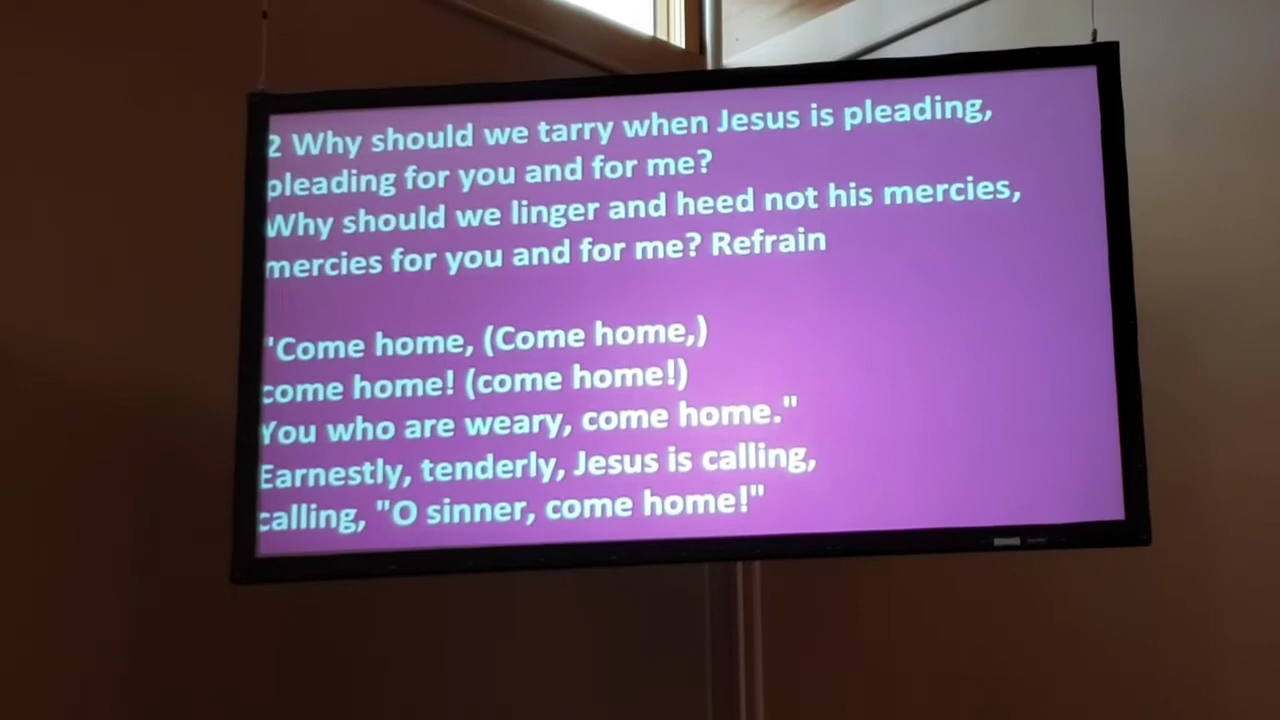 2 Why should we tarry when Jesus is pleading,
pleading for you and for me?
Why should we linger and heed not his mercies,
mercies for you and for me? Refrain
"Come home, (Come home,)
come home! (come home!)
You who are weary, come home."
Earnestly, tenderly, Jesus is calling,
calling, "O sinner, come home!"